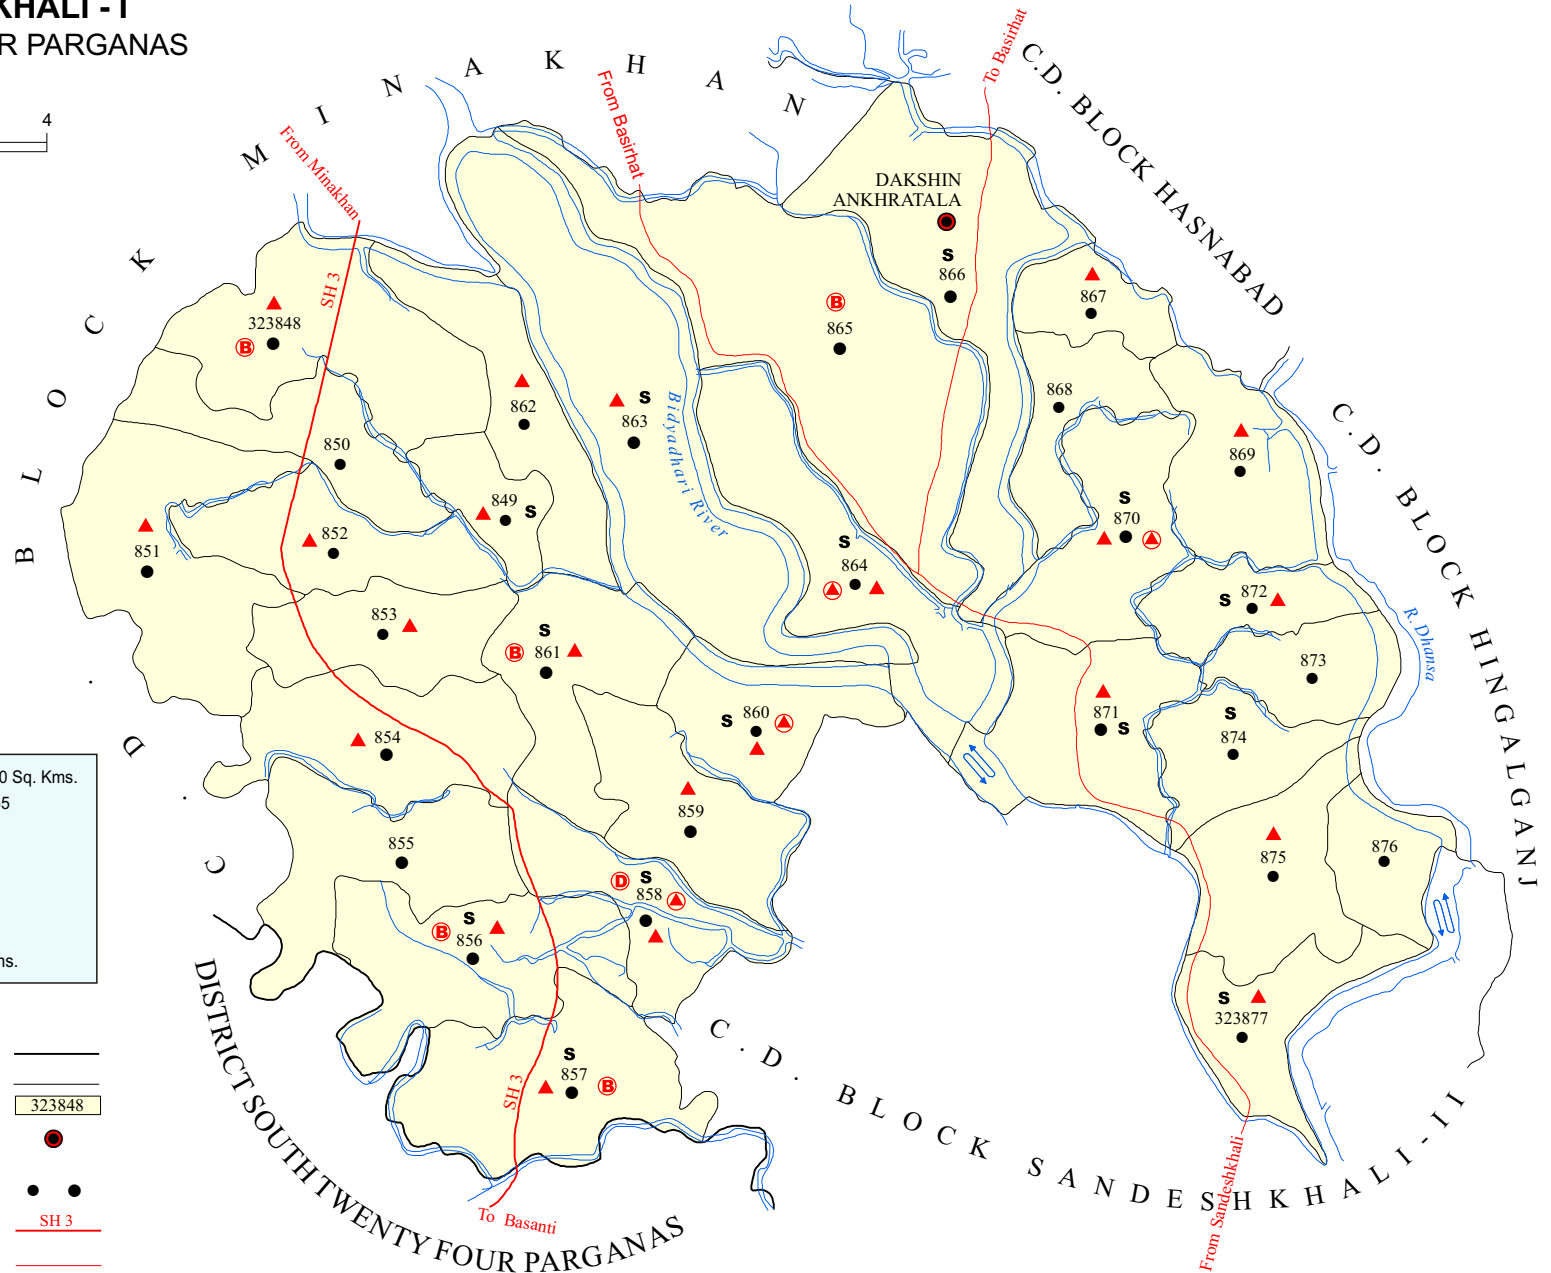 KHALI - I
R PARGANAS
4
C.D. BLOCK MINAKHAN
C.D. BLOCK HASNABAD
C.D. BLOCK HINGALGANJ
C.D. BLOCK SANDESHKHALI-II
DISTRICT SOUTH TWENTY FOUR PARGANAS
From Minakhan
From Basirhat
To Basirhat
SH 3
DAKSHIN
ANKHRATALA
S
866
867
B
865
323848
B
862
S
863
868
869
850
849 S
Bidyadhari River
S
870
852
851
S
864
S 872
R. Dhansa
853
S
B 861
873
S 860
871
S
S
874
854
859
855
D S
858
875
876
S
B 856
S
323877
S
857 B
SH 3
To Basanti
From Sandeshkhali
0 Sq. Kms.
5
ms.
323848
SH 3